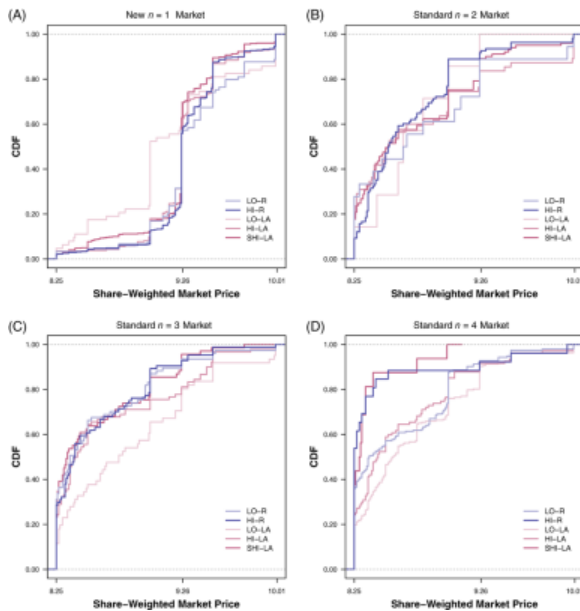 (A)
New n = 1 Market
CDF
1.00
0.80
0.60
0.40
0.20
0.00
LO−R
HI−R
LO−LA
HI−LA
SHI−LA
8.25
9.26
10.01
Share−Weighted Market Price
(B)
Standard n = 2 Market
CDF
1.00
0.80
0.60
0.40
0.20
0.00
LO−R
HI−R
LO−LA
HI−LA
SHI−LA
8.25
9.26
10.01
Share−Weighted Market Price
(C)
Standard n = 3 Market
CDF
1.00
0.80
0.60
0.40
0.20
0.00
LO−R
HI−R
LO−LA
HI−LA
SHI−LA
8.25
9.26
10.01
Share−Weighted Market Price
(D)
Standard n = 4 Market
CDF
1.00
0.80
0.60
0.40
0.20
0.00
LO−R
HI−R
LO−LA
HI−LA
SHI−LA
8.25
9.26
10.01
Share−Weighted Market Price